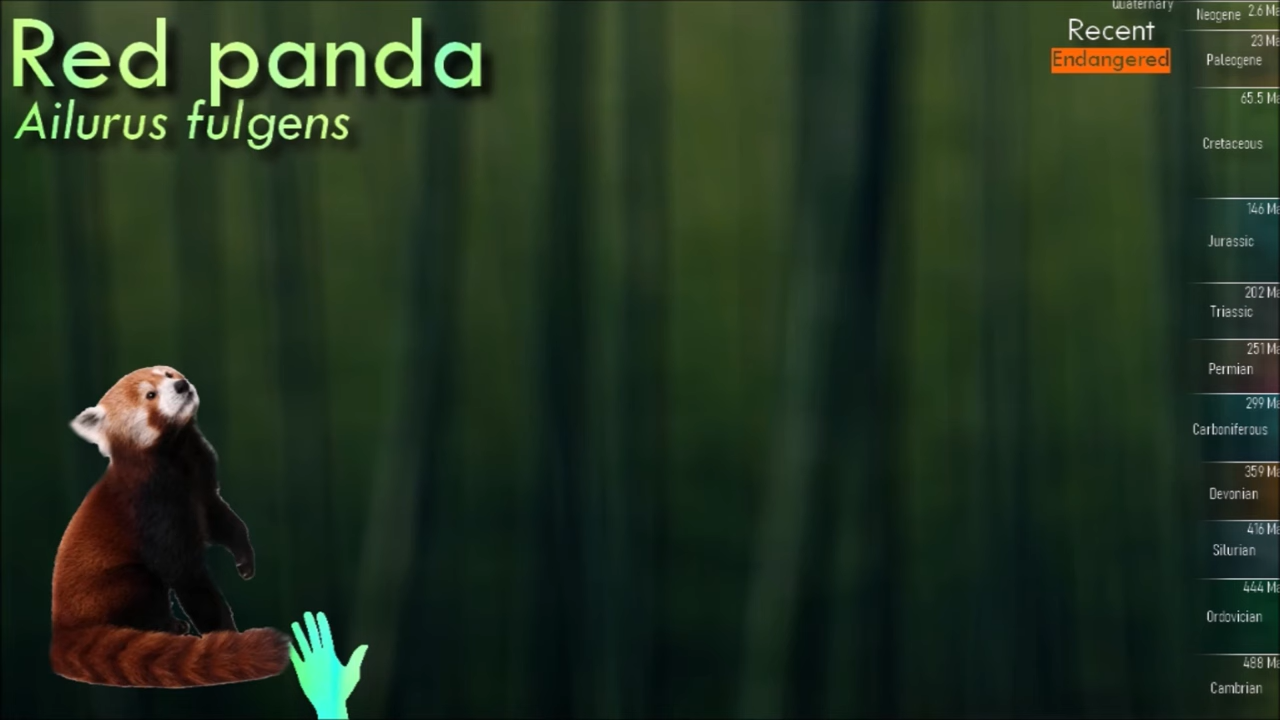 Red panda
Ailurus fulgens
Recent
Endangered
Quaternary
Neogene 2.6 Ma
23 Ma
Paleogene
65.5 Ma
Cretaceous
146 Ma
Jurassic
202 Ma
Triassic
251 Ma
Permian
299 Ma
Carboniferous
359 Ma
Devonian
416 Ma
Silurian
444 Ma
Ordovician
488 Ma
Cambrian